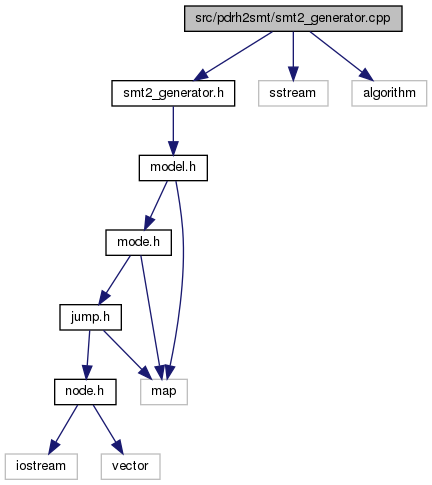 src/pdrh2smt/smt2_generator.cpp
smt2_generator.h
sstream
algorithm
model.h
mode.h
jump.h
node.h
map
iostream
vector